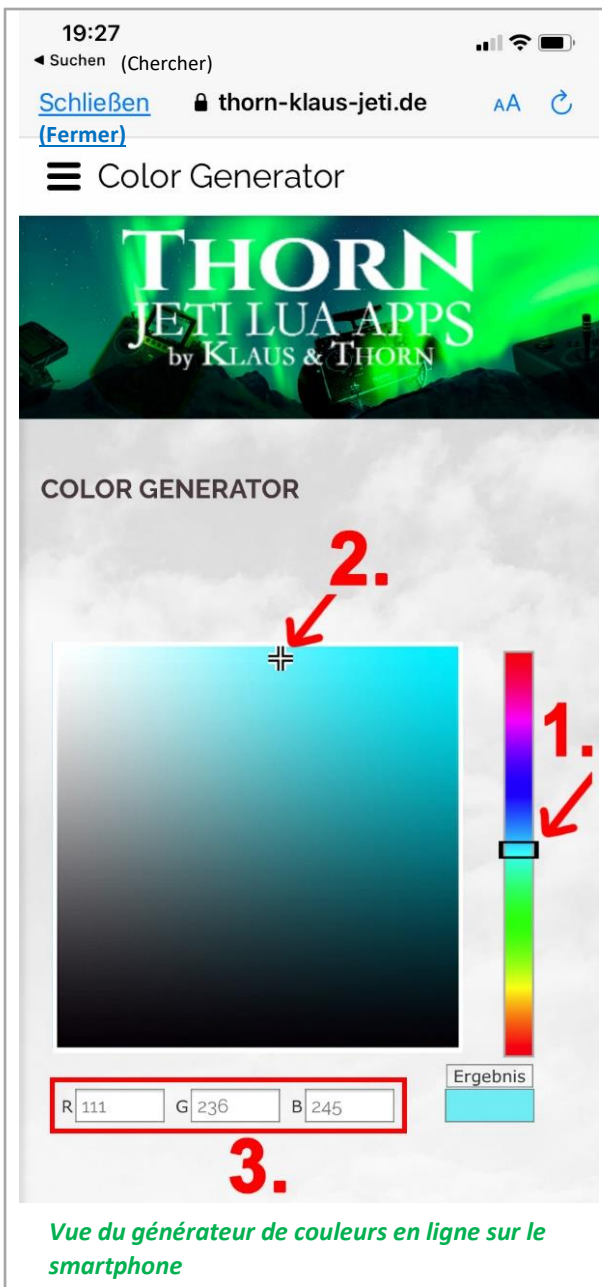 19:27
◄ Suchen (Chercher)
Schließen thorn-klaus-jeti.de AA
(Fermer)
Color Generator
THORN
JETI LUA APPS
by KLAUS & THORN
COLOR GENERATOR
2.
1.
Ergebnis
R 111 G 236 B 245
3.
Vue du générateur de couleurs en ligne sur le
smartphone